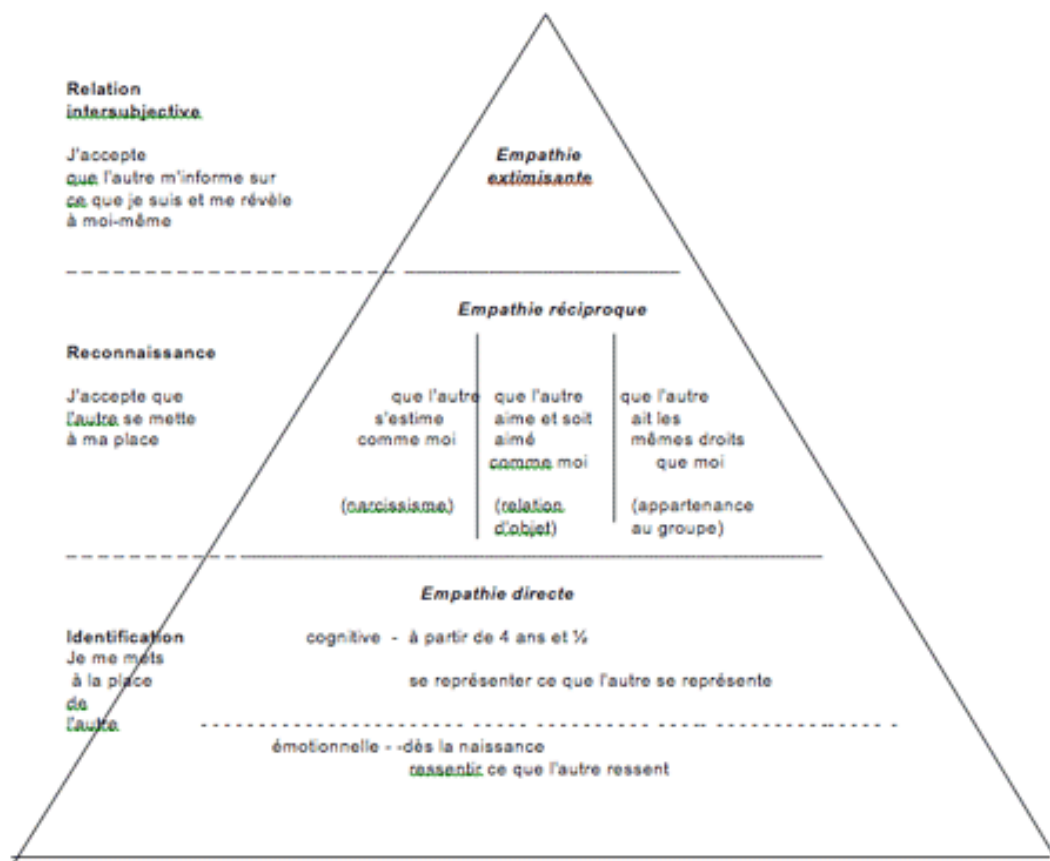 Relation
intersubjective
J'accepte
que l'autre m'informe sur
ce que je suis et me révèle
à moi-même
Empathie
extimisante
Empathie réciproque
Reconnaissance
J'accepte que
l'autre se mette
à ma place
que l'autre
s'estime
comme moi
(narcissisme)
que l'autre
aime et soit
aimé
comme moi
(relation
d'objet)
que l'autre
ait les
mêmes droits
que moi
(appartenance
au groupe)
Empathie directe
Identification
Je me mets
à la place
de
l'autre
cognitive - à partir de 4 ans et ½
se représenter ce que l'autre se représente
émotionnelle - -dès la naissance
ressentir ce que l'autre ressent